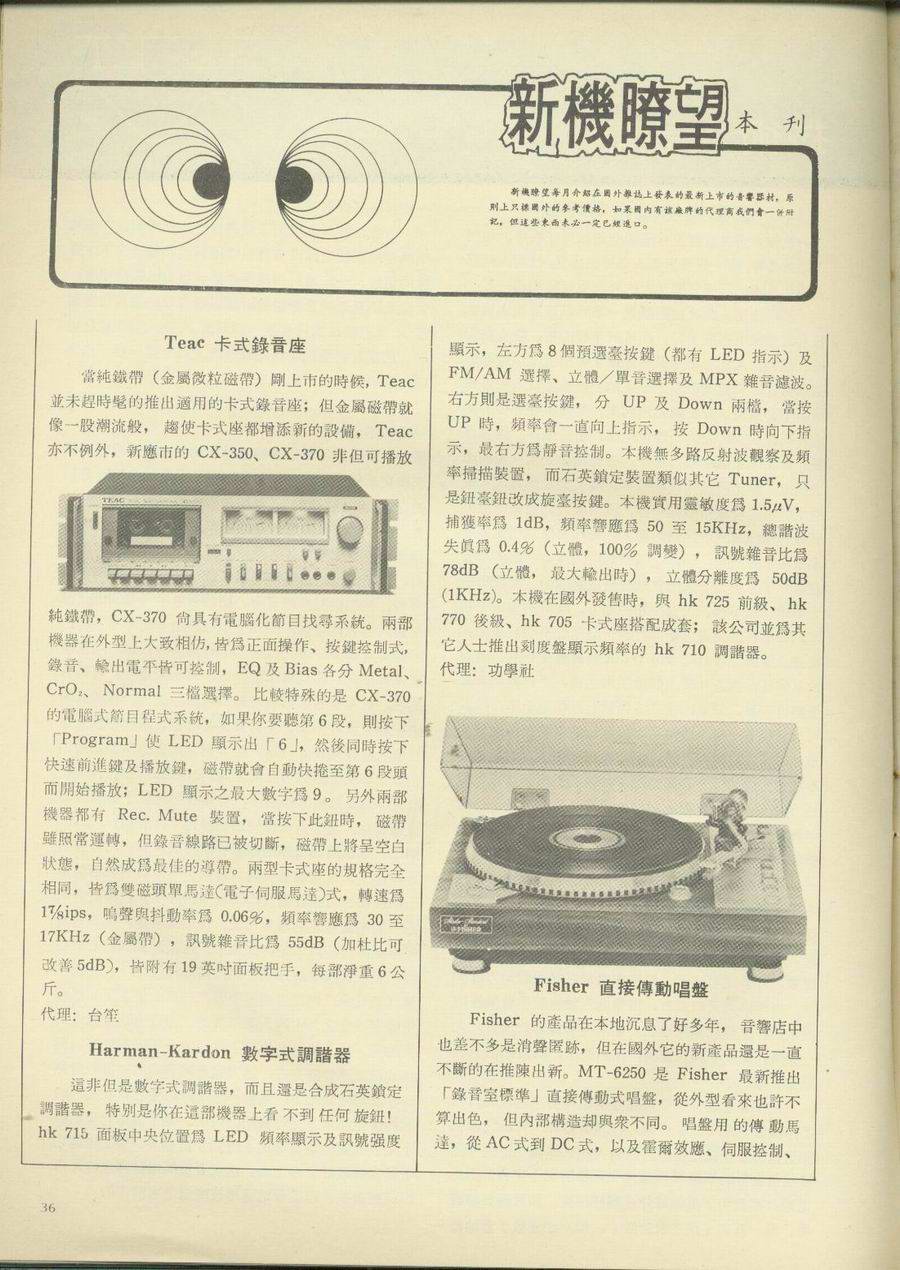 新機瞭望
本刊
新機瞭望每月介紹在國外雜誌上發表的最新上市的音響器材，原
則上只標國外的參考價格，如果國內有該廠牌的代理商我們會一併附
記，但這些東西未必一定已經進口。
Teac 卡式錄音座
當純鐵帶（金屬微粒磁帶）剛上市的時候，Teac
並未趕時髦的推出適用的卡式錄音座；但金屬磁帶就
像一股潮流般，趨使卡式座都增添新的設備，Teac
亦不例外，新應市的 CX-350、CX-370 非但可播放
TEAC
純鐵帶，CX-370 尙具有電腦化節目找尋系統。兩部
機器在外型上大致相仿，皆爲正面操作、按鍵控制式，
錄音、輸出電平皆可控制，EQ 及 Bias 各分 Metal、
CrO₂、 Normal 三檔選擇。比較特殊的是 CX-370
的電腦式節目程式系統，如果你要聽第 6 段，則按下
「Program」使 LED 顯示出「6」，然後同時按下
快速前進鍵及播放鍵，磁帶就會自動快捲至第 6 段頭
而開始播放；LED 顯示之最大數字爲 9。另外兩部
機器都有 Rec. Mute 裝置，當按下此鈕時，磁帶
雖照常運轉，但錄音線路已被切斷，磁帶上將呈空白
狀態，自然成爲最佳的導帶。兩型卡式座的規格完全
相同，皆爲雙磁頭單馬達（電子伺服馬達）式，轉速爲
1⅞ips，鳴聲與抖動率爲 0.06%，頻率響應爲 30 至
17KHz（金屬帶），訊號雜音比爲 55dB（加杜比可
改善 5dB），皆附有 19 英吋面板把手，每部淨重 6 公
斤。
代理：台笙
Harman-Kardon 數字式調諧器
這非但是數字式調諧器，而且還是合成石英鎖定
調諧器，特別是你在這部機器上看不到任何旋鈕！
hk 715 面板中央位置爲 LED 頻率顯示及訊號强度
顯示，左方爲 8 個預選臺按鍵（都有 LED 指示）及
FM/AM 選擇、立體／單音選擇及 MPX 雜音濾波。
右方則是選臺按鍵，分 UP 及 Down 兩檔，當按
UP 時，頻率會一直向上指示，按 Down 時向下指
示，最右方爲靜音控制。本機無多路反射波觀察及頻
率掃描裝置，而石英鎖定裝置類似其它 Tuner，只
是鈕臺鈕改成旋臺按鍵。本機實用靈敏度爲 1.5μV，
捕獲率爲 1dB，頻率響應爲 50 至 15KHz，總諧波
失眞爲 0.4%（立體，100% 調變），訊號雜音比爲
78dB（立體，最大輸出時），立體分離度爲 50dB
(1KHz)。本機在國外發售時，與 hk 725 前級、hk
770 後級、hk 705 卡式座搭配成套；該公司並爲其
它人士推出刻度盤顯示頻率的 hk 710 調諧器。
代理：功學社
FISHER
Fisher 直接傳動唱盤
Fisher 的產品在本地沉息了好多年，音響店中
也差不多是消聲匿跡，但在國外它的新產品還是一直
不斷的在推陳出新。MT-6250 是 Fisher 最新推出
「錄音室標準」直接傳動式唱盤，從外型看來也許不
算出色，但內部構造却與衆不同。唱盤用的傳動馬
達，從 AC 式到 DC 式，以及霍爾效應、伺服控制、
36